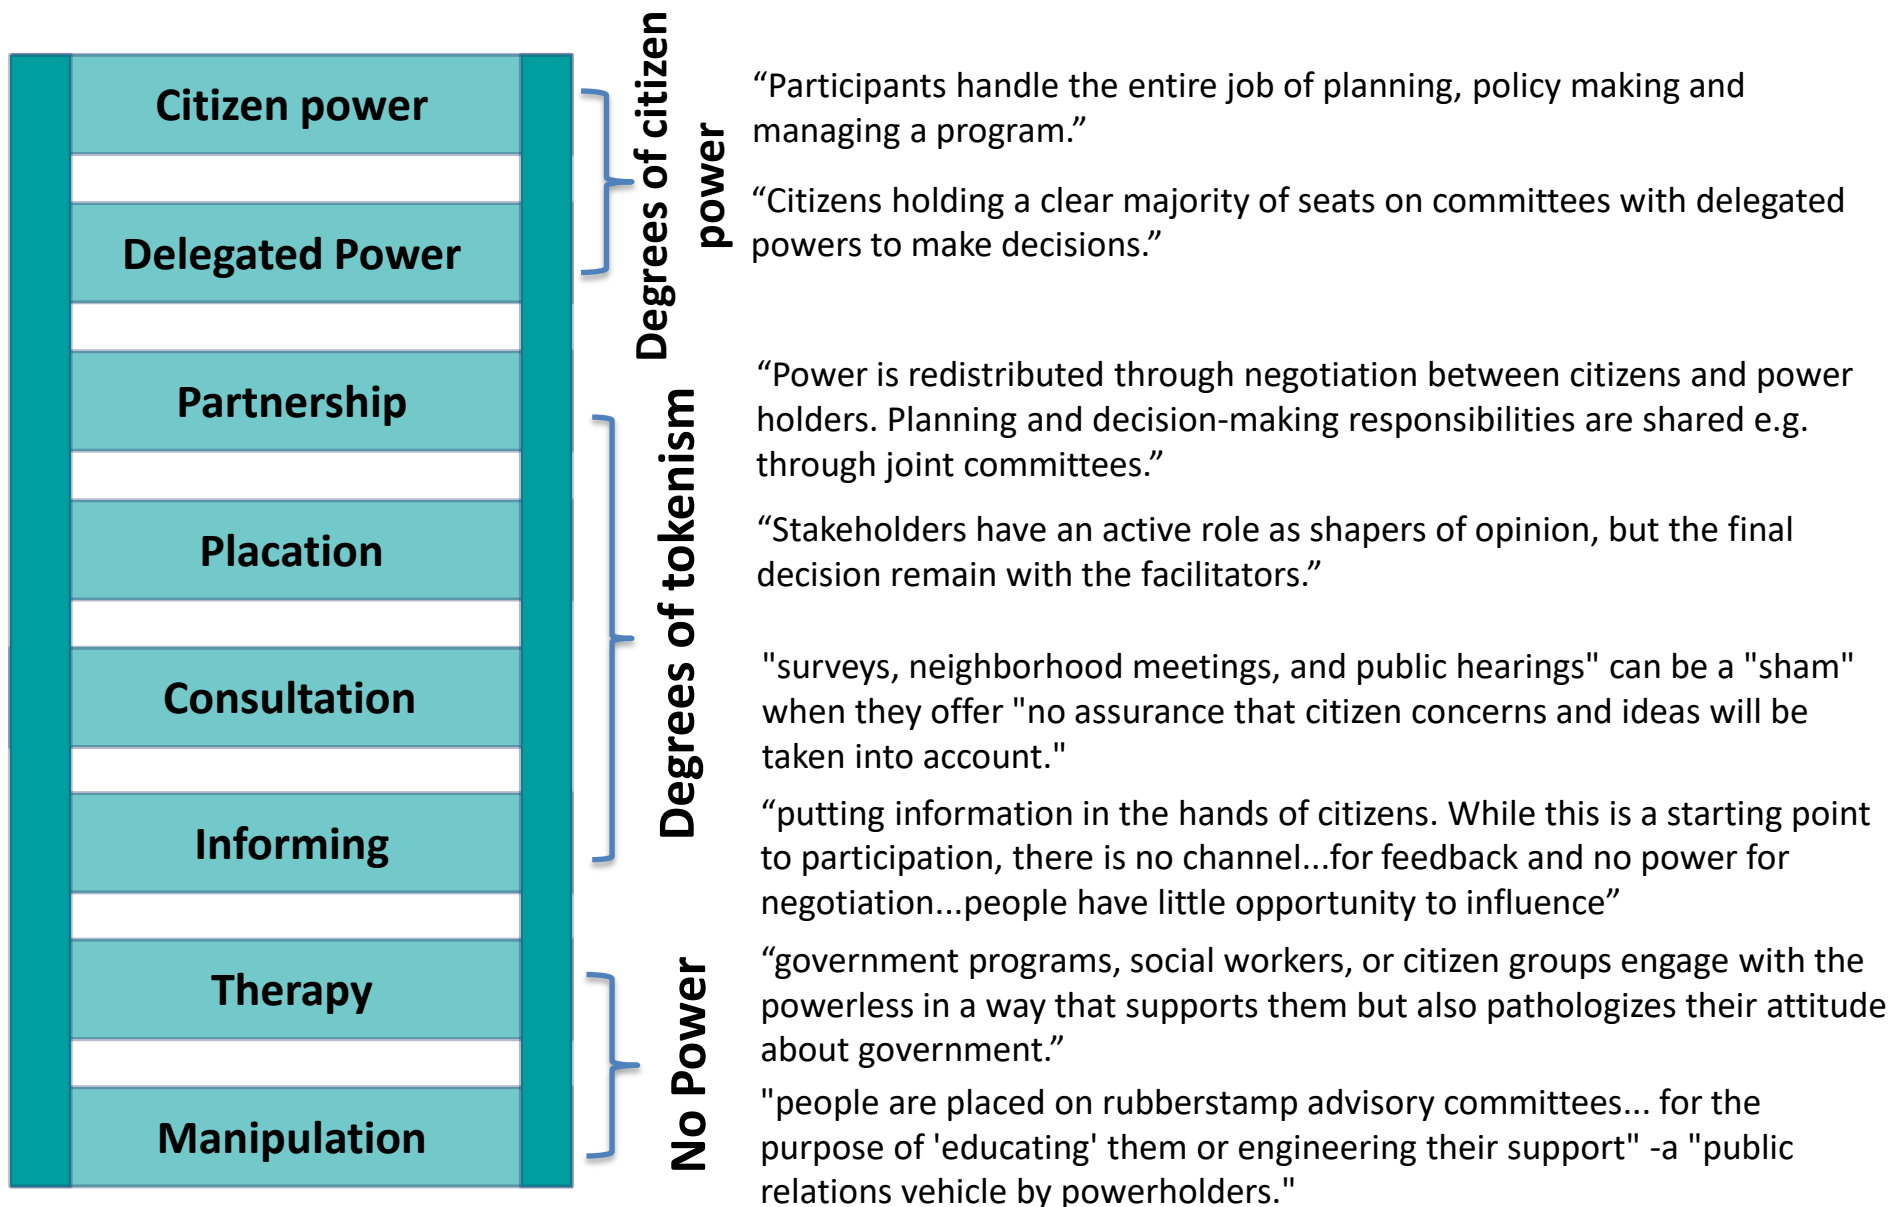 Citizen power
Delegated Power
Partnership
Placation
Consultation
Informing
Therapy
Manipulation
Degrees of citizen
power
Degrees of tokenism
No Power
“Participants handle the entire job of planning, policy making and
managing a program.”
“Citizens holding a clear majority of seats on committees with delegated
powers to make decisions.”
“Power is redistributed through negotiation between citizens and power
holders. Planning and decision-making responsibilities are shared e.g.
through joint committees.”
“Stakeholders have an active role as shapers of opinion, but the final
decision remain with the facilitators.”
"surveys, neighborhood meetings, and public hearings" can be a "sham"
when they offer "no assurance that citizen concerns and ideas will be
taken into account."
“putting information in the hands of citizens. While this is a starting point
to participation, there is no channel...for feedback and no power for
negotiation...people have little opportunity to influence”
“government programs, social workers, or citizen groups engage with the
powerless in a way that supports them but also pathologizes their attitude
about government.”
"people are placed on rubberstamp advisory committees... for the
purpose of 'educating' them or engineering their support" -a "public
relations vehicle by powerholders."